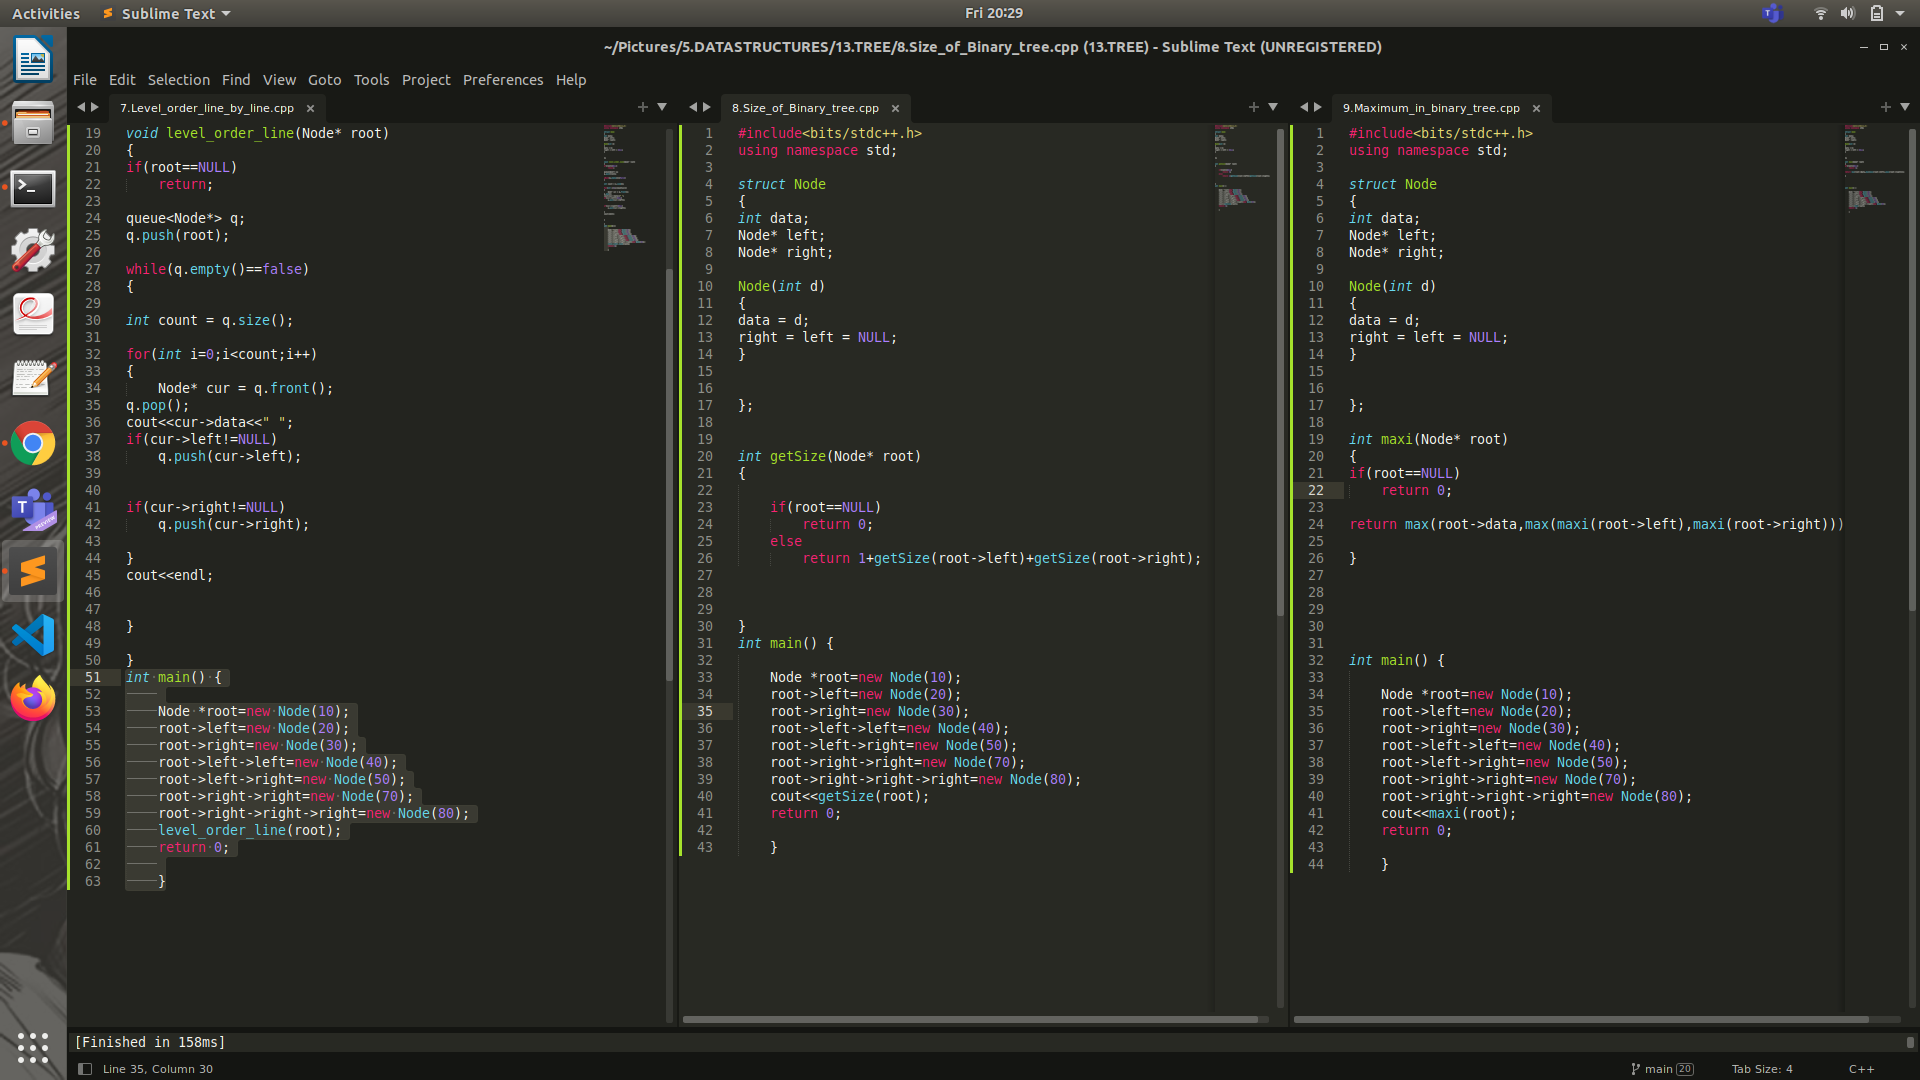 Activities Sublime Text Fri 20:29
~/Pictures/5.DATASTRUCTURES/13.TREE/8.Size_of_Binary_tree.cpp (13.TREE) - Sublime Text (UNREGISTERED)
File Edit Selection Find View Goto Tools Project Preferences Help
7.Level_order_line_by_line.cpp
19 void level_order_line(Node* root)
20 {
21 if(root==NULL)
22 return;
23
24 queue<Node*> q;
25 q.push(root);
26
27 while(q.empty()==false)
28 {
29
30 int count = q.size();
31
32 for(int i=0;i<count;i++)
33 {
34 Node* cur = q.front();
35 q.pop();
36 cout<<cur->data<<" ";
37 if(cur->left!=NULL)
38 q.push(cur->left);
39
40
41 if(cur->right!=NULL)
42 q.push(cur->right);
43
44 }
45 cout<<endl;
46
47
48 }
49
50 }
51 int main() {
52
53 Node *root=new Node(10);
54 root->left=new Node(20);
55 root->right=new Node(30);
56 root->left->left=new Node(40);
57 root->left->right=new Node(50);
58 root->right->right=new Node(70);
59 root->right->right->right=new Node(80);
60 level_order_line(root);
61 return 0;
62
63 }
8.Size_of_Binary_tree.cpp
1 #include<bits/stdc++.h>
2 using namespace std;
3
4 struct Node
5 {
6 int data;
7 Node* left;
8 Node* right;
9
10 Node(int d)
11 {
12 data = d;
13 right = left = NULL;
14 }
15
16
17 };
18
19
20 int getSize(Node* root)
21 {
22
23 if(root==NULL)
24 return 0;
25 else
26 return 1+getSize(root->left)+getSize(root->right);
27
28
29
30 }
31 int main() {
32
33 Node *root=new Node(10);
34 root->left=new Node(20);
35 root->right=new Node(30);
36 root->left->left=new Node(40);
37 root->left->right=new Node(50);
38 root->right->right=new Node(70);
39 root->right->right->right=new Node(80);
40 cout<<getSize(root);
41 return 0;
42
43 }
9.Maximum_in_binary_tree.cpp
1 #include<bits/stdc++.h>
2 using namespace std;
3
4 struct Node
5 {
6 int data;
7 Node* left;
8 Node* right;
9
10 Node(int d)
11 {
12 data = d;
13 right = left = NULL;
14 }
15
16
17 };
18
19 int maxi(Node* root)
20 {
21 if(root==NULL)
22 return 0;
23
24 return max(root->data,max(maxi(root->left),maxi(root->right)))
25
26 }
27
28
29
30
31
32 int main() {
33
34 Node *root=new Node(10);
35 root->left=new Node(20);
36 root->right=new Node(30);
37 root->left->left=new Node(40);
38 root->left->right=new Node(50);
39 root->right->right=new Node(70);
40 root->right->right->right=new Node(80);
41 cout<<maxi(root);
42 return 0;
43
44 }
[Finished in 158ms]
Line 35, Column 30 main 20 Tab Size: 4 C++